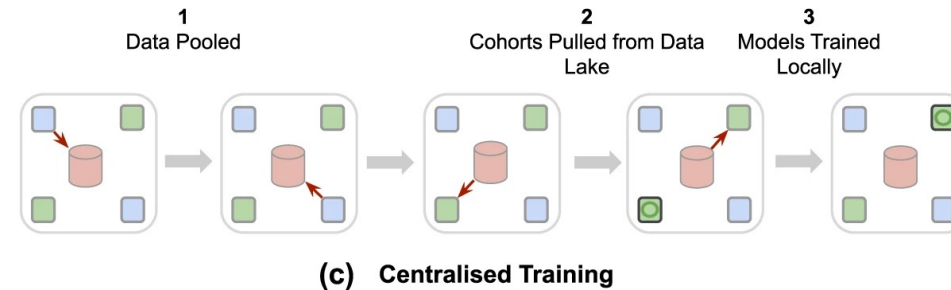 1
Data Pooled
2
Cohorts Pulled from Data
Lake
3
Models Trained
Locally
(c) Centralised Training